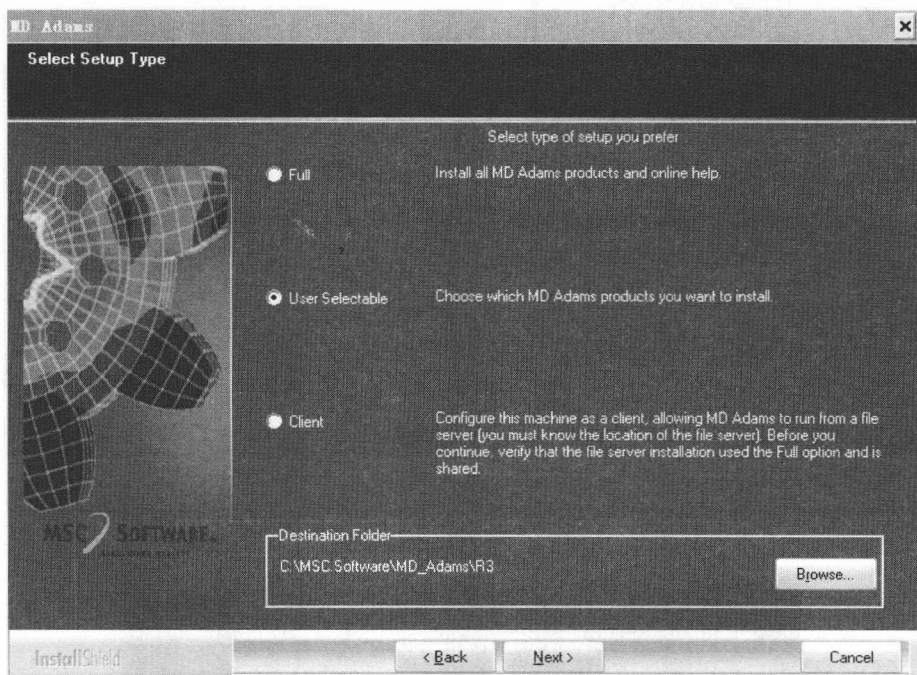 MD Adams
Select Setup Type
Select type of setup you prefer
Full
Install all MD Adams products and online help.
User Selectable
Choose which MD Adams products you want to install.
Client
Configure this machine as a client, allowing MD Adams to run from a file
server (you must know the location of the file server). Before you
continue, verify that the file server installation used the Full option and is
shared.
MSC SOFTWARE
Destination Folder
C:\MSC.Software\MD_Adams\R3
Browse...
InstallShield
< Back
Next >
Cancel